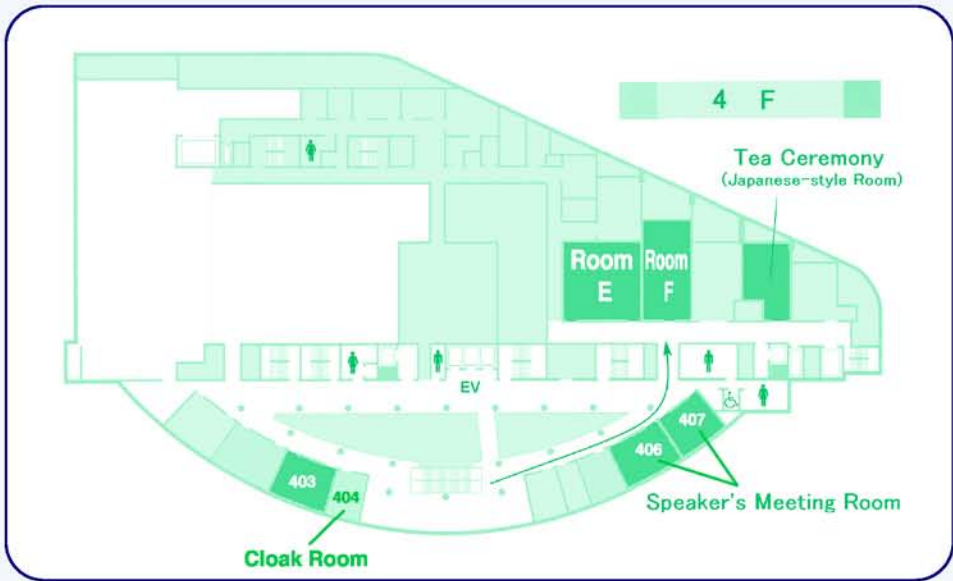 4 F
Tea Ceremony
(Japanese-style Room)
Room
E
Room
F
EV
407
406
403
404
Speaker's Meeting Room
Cloak Room